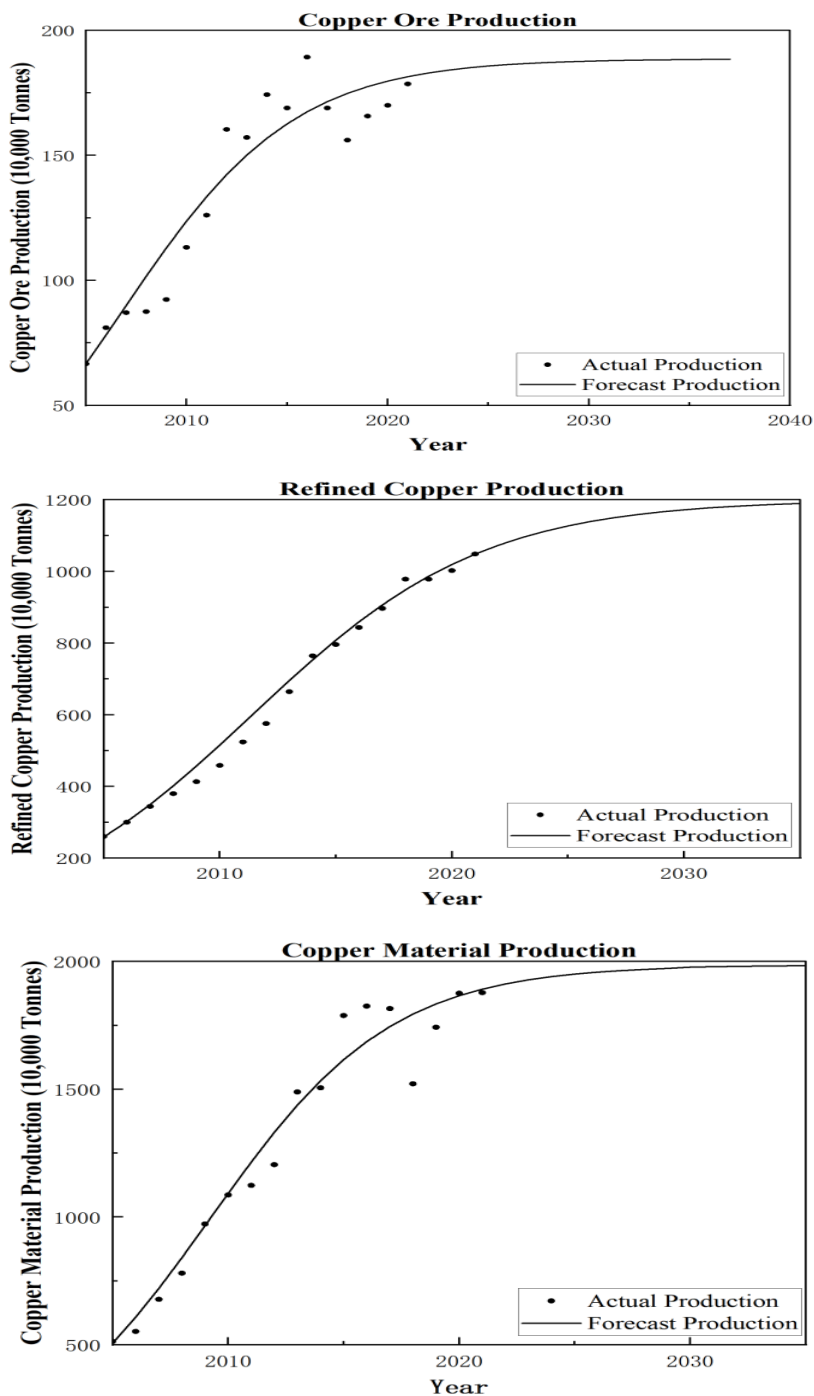 Copper Ore Production
Copper Ore Production (10,000 Tonnes)
200
150
100
50
Actual Production
Forecast Production
2010
2020
2030
2040
Year
Refined Copper Production
Refined Copper Production (10,000 Tonnes)
1200
1000
800
600
400
200
Actual Production
Forecast Production
2010
2020
2030
Year
Copper Material Production
Copper Material Production (10,000 Tonnes)
2000
1500
1000
500
Actual Production
Forecast Production
2010
2020
2030
Year